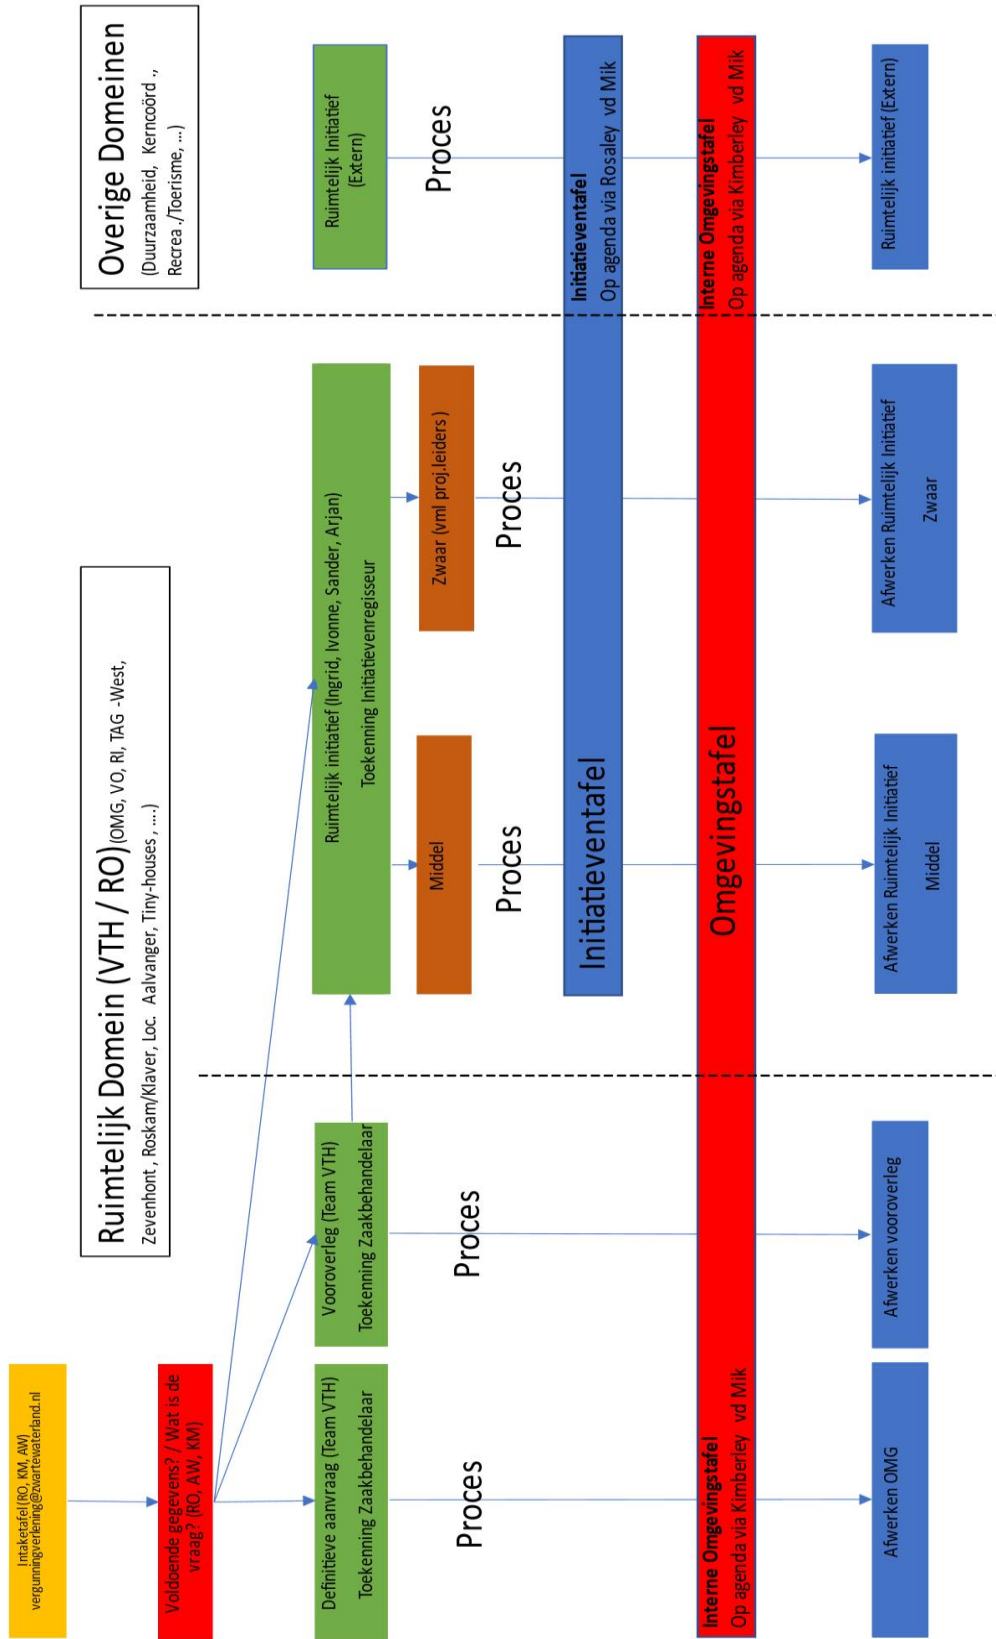 Intaketafel (RO, KM, AW)
vergunningverlening@zwartewaterland.nl
Ruimtelijk Domein (VTH / RO) (OMG, VO, RI, TAG -West,
Zevenhont, Roskam/Klaver, Loc. Aalvanger, Tiny-houses, ....)
Overige Domeinen
(Duurzaamheid, Kerncoörd .,
Recrea ./Toerisme, ...)
Voldoende gegevens? / Wat is de
vraag? (RO, AW, KM)
Definitieve aanvraag (Team VTH)
Toekenning Zaakbehandelaar
Vooroverleg (Team VTH)
Toekenning Zaakbehandelaar
Ruimtelijk initiatief (Ingrid, Ivonne, Sander, Arjan)
Toekenning Initiatievenregisseur
Ruimtelijk Initiatief
(Extern)
Middel
Zwaar (vml proj.leiders )
Proces
Proces
Proces
Proces
Proces
Initiatieventafel
Initiatieventafel
Op agenda via Rosaley vd Mik
Interne Omgevingstafel
Op agenda via Kimberley vd Mik
Omgevingstafel
Interne Omgevingstafel
Op agenda via Kimberley vd Mik
Afwerken OMG
Afwerken vooroverleg
Afwerken Ruimtelijk Initiatief
Middel
Afwerken Ruimtelijk Initiatief
Zwaar
Ruimtelijk initiatief (Extern)